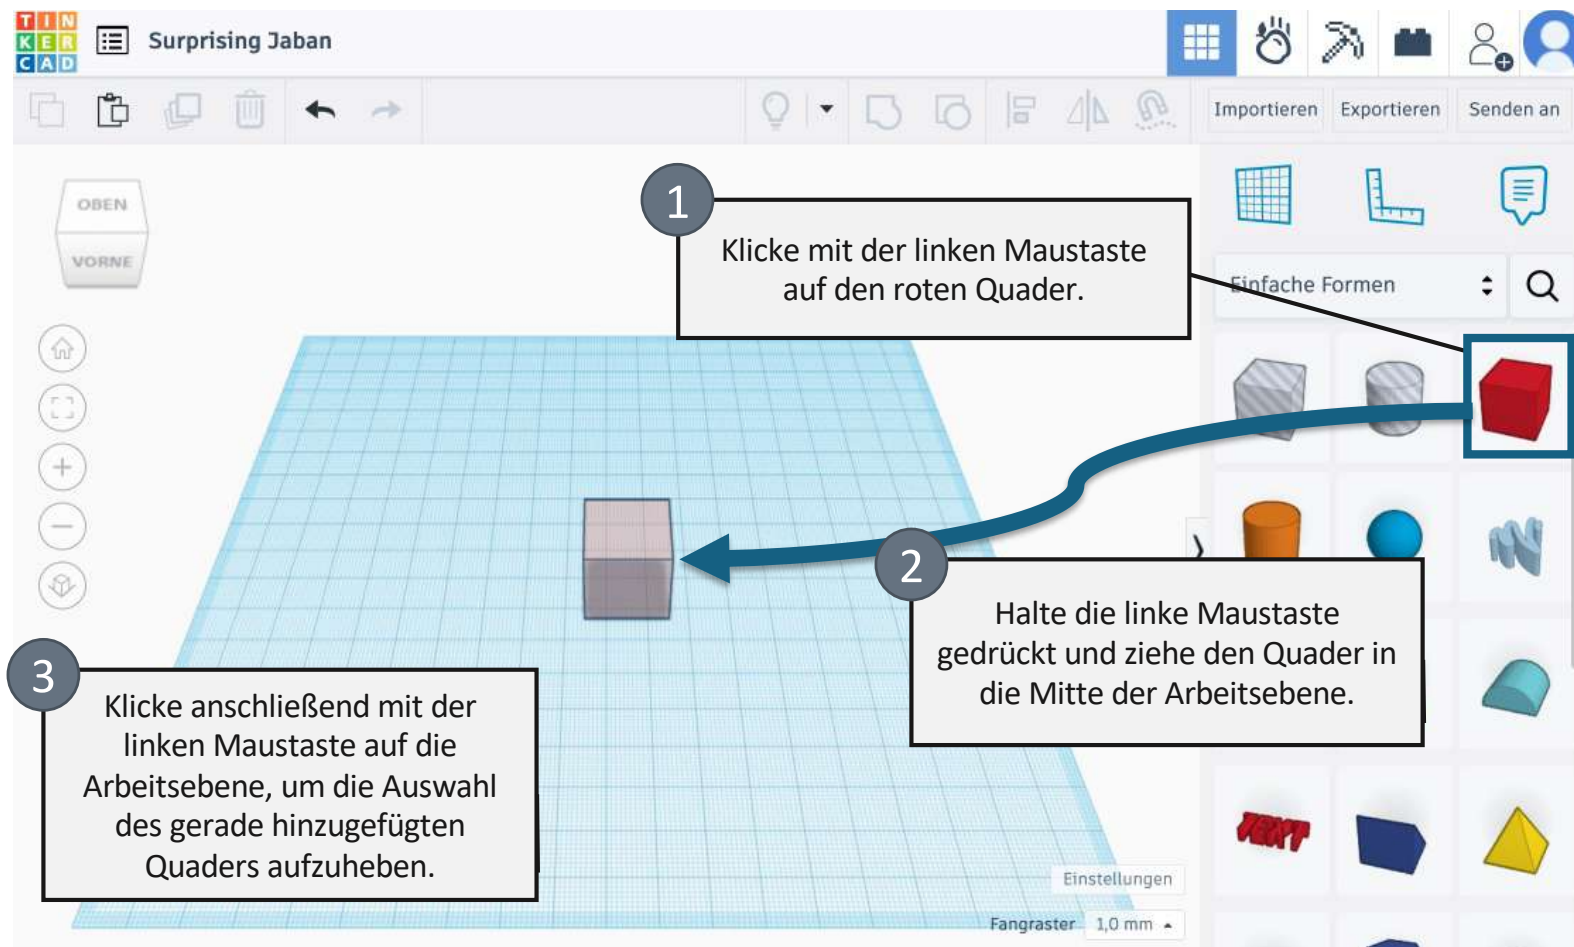 TIN
KER
CAD
Surprising Jaban
Importieren
Exportieren
Senden an
OBEN
VORNE
1
Klicke mit der linken Maustaste
auf den roten Quader.
Einfache Formen
2
Halte die linke Maustaste
gedrückt und ziehe den Quader in
die Mitte der Arbeitsebene.
3
Klicke anschließend mit der
linken Maustaste auf die
Arbeitsebene, um die Auswahl
des gerade hinzugefügten
Quaders aufzuheben.
TEXT
Einstellungen
Fangraster 1,0 mm